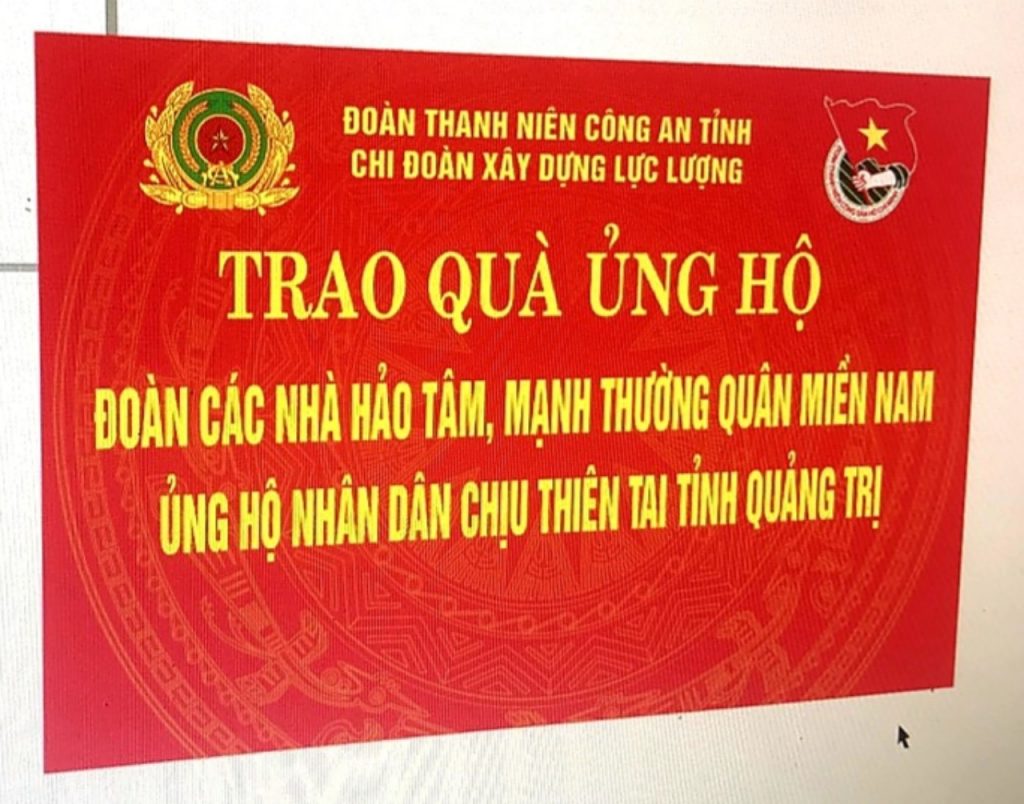 ĐOÀN THANH NIÊN CÔNG AN TỈNH
CHI ĐOÀN XÂY DỰNG LỰC LƯỢNG
TRAO QUÀ ỦNG HỘ
ĐOÀN CÁC NHÀ HẢO TÂM, MẠNH THƯỜNG QUÂN MIỀN NAM
ỦNG HỘ NHÂN DÂN CHỊU THIÊN TAI TỈNH QUẢNG TRỊ